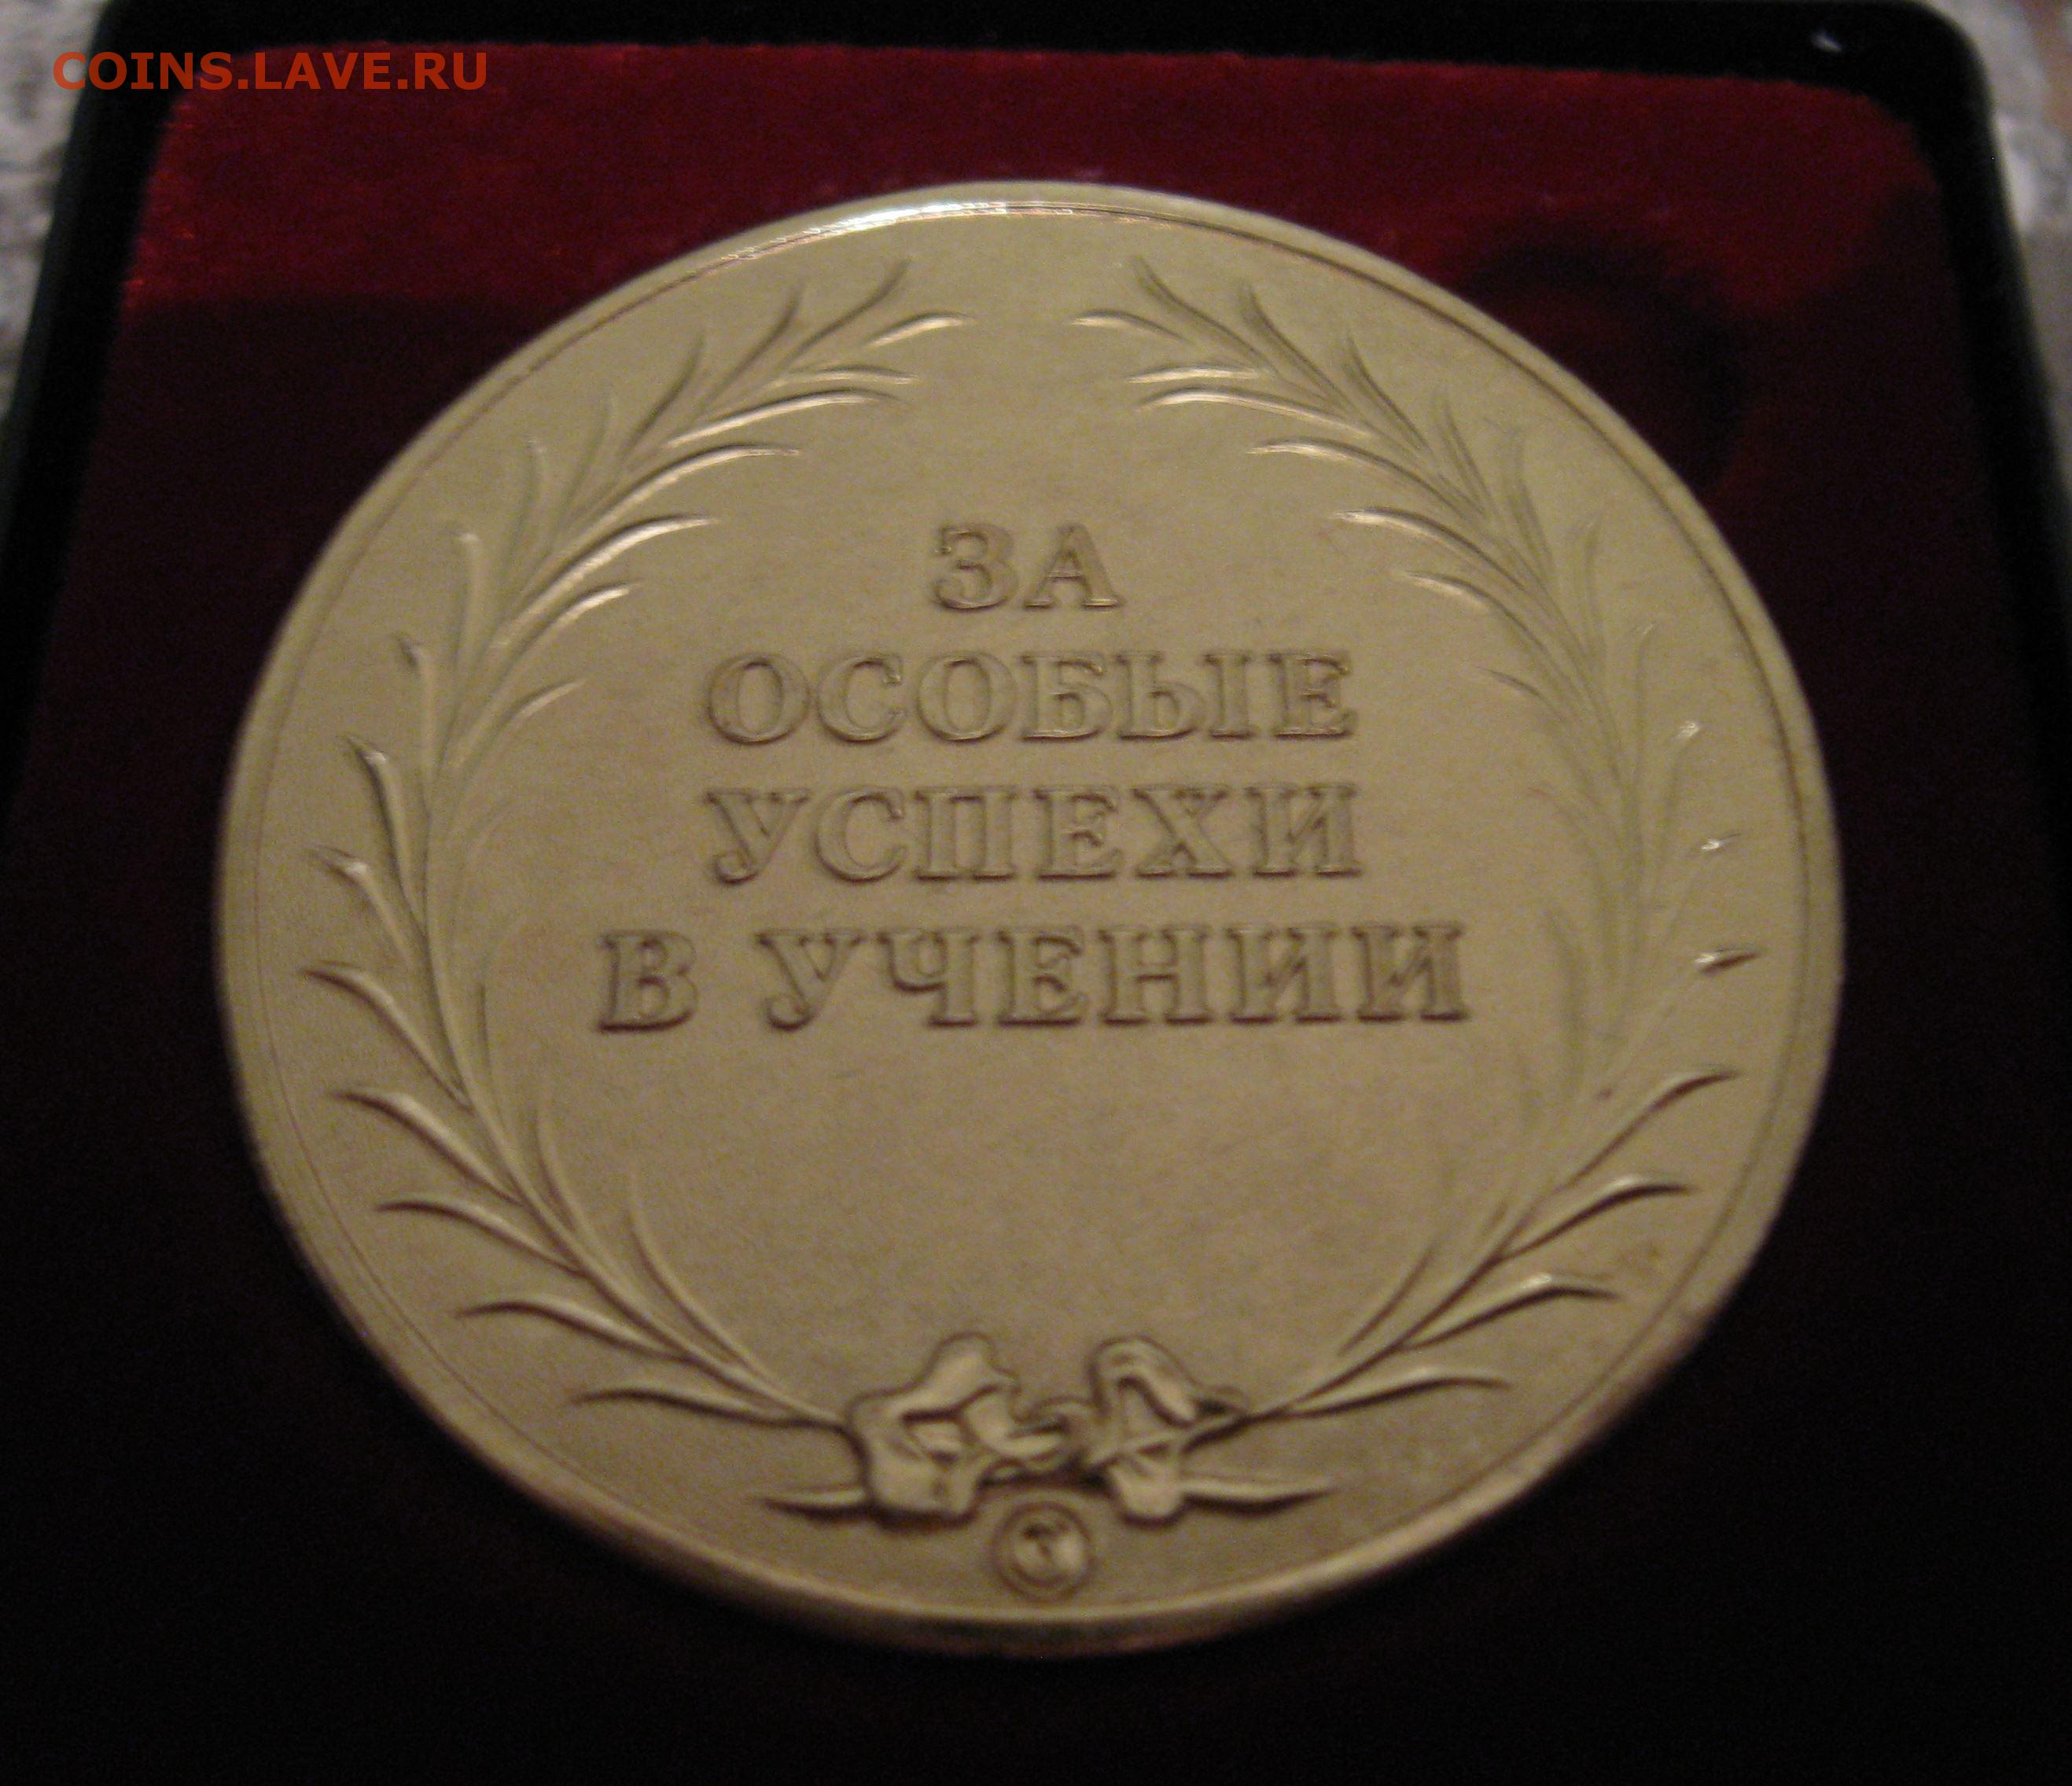 COINS.LAVE.RU
ЗА
ОСОБЫЕ
УСПЕХИ
В УЧЕНИИ